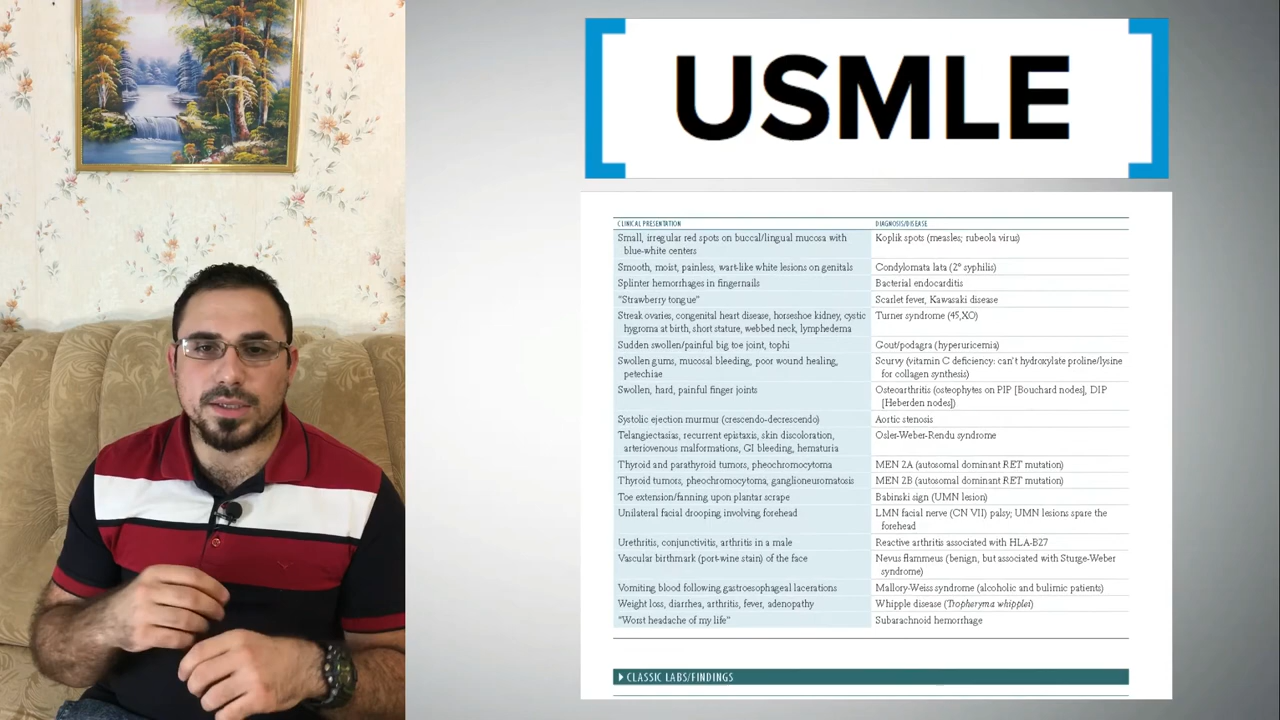 USMLE
CLINICAL PRESENTATION DIAGNOSIS/DISEASE
Small, irregular red spots on buccal/lingual mucosa with Koplik spots (measles; rubeola virus)
blue-white centers
Smooth, moist, painless, wart-like white lesions on genitals Condylomata lata (2° syphilis)
Splinter hemorrhages in fingernails Bacterial endocarditis
“Strawberry tongue” Scarlet fever, Kawasaki disease
Streak ovaries, congenital heart disease, horseshoe kidney, cystic Turner syndrome (45,XO)
hygroma at birth, short stature, webbed neck, lymphedema
Sudden swollen/painful big toe joint, tophi Gout/podagra (hyperuricemia)
Swollen gums, mucosal bleeding, poor wound healing, Scurvy (vitamin C deficiency: can't hydroxylate proline/lysine
petechiae for collagen synthesis)
Swollen, hard, painful finger joints Osteoarthritis (osteophytes on PIP [Bouchard nodes], DIP
[Heberden nodes])
Systolic ejection murmur (crescendo-decrescendo) Aortic stenosis
Telangiectasias, recurrent epistaxis, skin discoloration, Osler-Weber-Rendu syndrome
arteriovenous malformations, GI bleeding, hematuria
Thyroid and parathyroid tumors, pheochromocytoma MEN 2A (autosomal dominant RET mutation)
Thyroid tumors, pheochromocytoma, ganglioneuromatosis MEN 2B (autosomal dominant RET mutation)
Toe extension/fanning upon plantar scrape Babinski sign (UMN lesion)
Unilateral facial drooping involving forehead LMN facial nerve (CN VII) palsy; UMN lesions spare the
forehead
Urethritis, conjunctivitis, arthritis in a male Reactive arthritis associated with HLA-B27
Vascular birthmark (port-wine stain) of the face Nevus flammeus (benign, but associated with Sturge-Weber
syndrome)
Vomiting blood following gastroesophageal lacerations Mallory-Weiss syndrome (alcoholic and bulimic patients)
Weight loss, diarrhea, arthritis, fever, adenopathy Whipple disease (Tropheryma whipplei)
“Worst headache of my life” Subarachnoid hemorrhage
CLASSIC LABS/FINDINGS